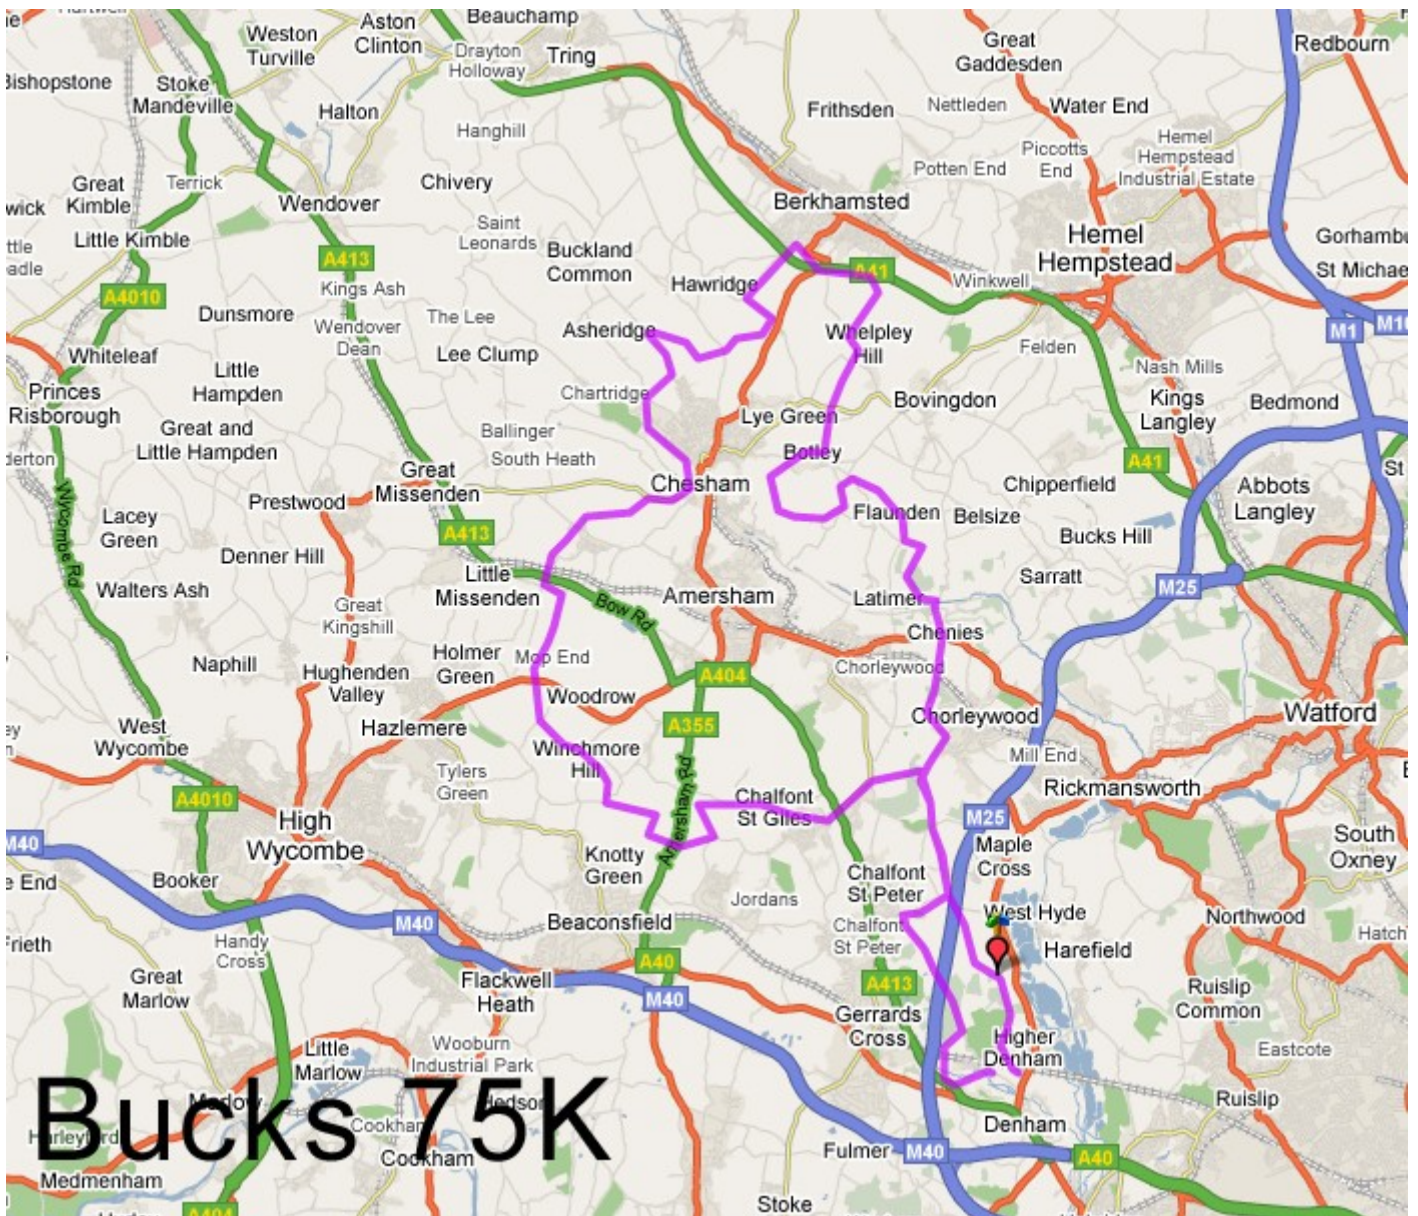 Beauchamp
Aston
Clinton
Weston
Turville
Drayton
Holloway
Tring
Great
Gaddesden
Redbourn
Bishopstone
Stoke
Mandeville
Halton
Hanghill
Frithsden
Nettleden
Water End
Hemel
Hempstead
Industrial Estate
Piccotts
End
Potten End
Terrick
Great
Kimble
Chivery
Wendover
Berkhamsted
Little Kimble
Saint
Leonards
Buckland
Common
Hemel
Hempstead
A413
A41
Kings Ash
Hawridge
Winkwell
A4010
Dunsmore
The Lee
Asheridge
Wendover
Dean
Whelpley
Hill
Felden
M1
Whiteleaf
Lee Clump
Little
Hampden
Nash Mills
Princes
Risborough
Chartridge
Lye Green
Bovingdon
Kings
Langley
Bedmond
Great and
Little Hampden
Ballinger
South Heath
Botley
A41
Great
Missenden
Chesham
Chipperfield
Abbots
Langley
Prestwood
Wycombe Rd
Lacey
Green
Flaunden
Belsize
Bucks Hill
A413
Denner Hill
Walters Ash
Little
Missenden
Bow Rd
Amersham
Sarratt
M25
Latimer
Great
Kingshill
Chenies
Naphill
Hughenden
Valley
Holmer
Green
Mop End
Woodrow
A404
Chorleywood
Chorleywood
Watford
West
Wycombe
Hazlemere
A355
Winchmore
Hill
Mill End
Tylers
Green
Amersham Rd
Rickmansworth
A4010
High
Wycombe
Chalfont
St Giles
M25
Maple
Cross
South
Oxney
M40
Knotty
Green
Booker
Jordans
Chalfont
St Peter
West Hyde
Northwood
Beaconsfield
M40
Chalfont
St Peter
Harefield
Frieth
Handy
Cross
A40
Great
Marlow
Flackwell
Heath
M40
A413
Ruislip
Common
Gerrards
Cross
Higher
Denham
Eastcote
Little
Marlow
Wooburn
Industrial Park
Bucks 75K
Marlow
Hedsor
Ruislip
Cookham
Cookham
Denham
Fulmer
M40
A40
Medmenham
Stoke
A404